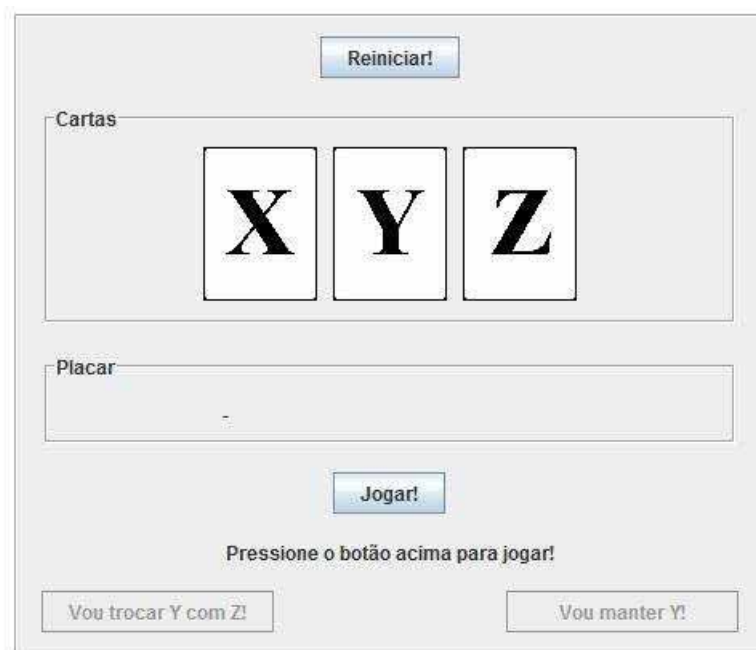 Reiniciar!
Cartas
X Y Z
Placar
-
Jogar!
Pressione o botão acima para jogar!
Vou trocar Y com Z! Vou manter Y!